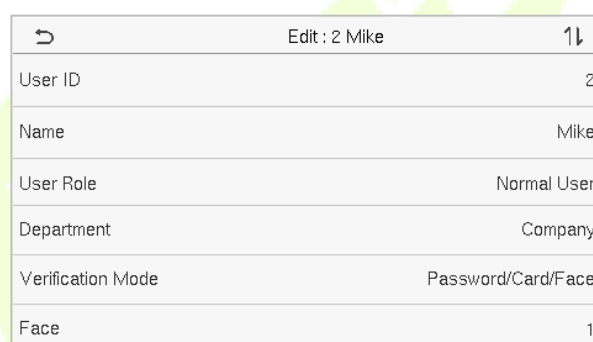 Edit : 2 Mike
User ID 2
Name Mike
User Role Normal User
Department Company
Verification Mode Password/Card/Face
Face 1